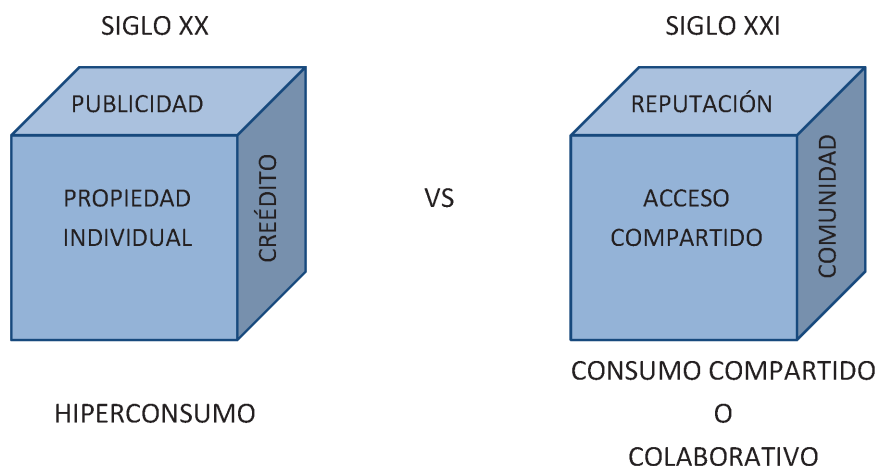 SIGLO XX
PUBLICIDAD
PROPIEDAD
INDIVIDUAL
CREÉDITO
HIPERCONSUMO
VS
SIGLO XXI
REPUTACIÓN
ACCESO
COMPARTIDO
COMUNIDAD
CONSUMO COMPARTIDO
O
COLABORATIVO